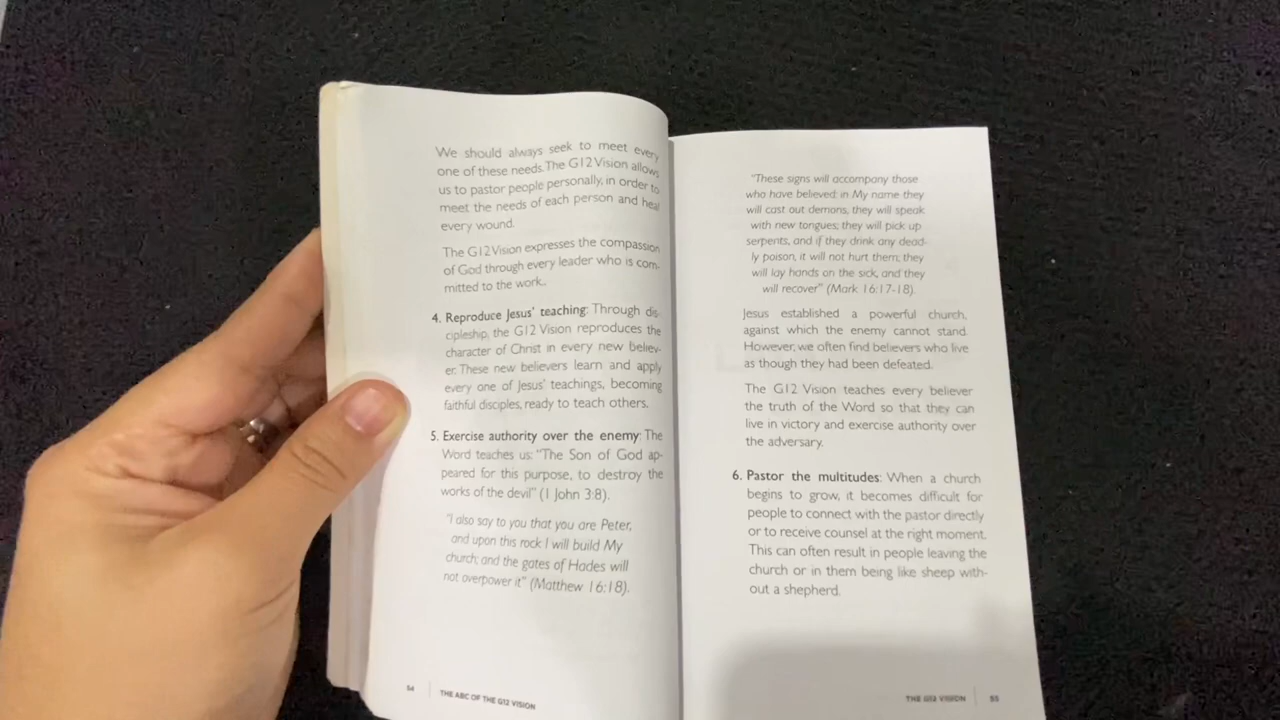 We should always seek to meet every
one of these needs. The G12 Vision allows
us to pastor people personally, in order to
meet the needs of each person and heal
every wound.
The G12 Vision expresses the compassion
of God through every leader who is com-
mitted to the work..
4. Reproduce Jesus' teaching: Through dis-
cipleship, the G12 Vision reproduces the
character of Christ in every new believ-
er. These new believers learn and apply
every one of Jesus' teachings, becoming
faithful disciples, ready to teach others.
5. Exercise authority over the enemy: The
Word teaches us: "The Son of God ap-
peared for this purpose, to destroy the
works of the devil" (1 John 3:8).
"I also say to you that you are Peter,
and upon this rock I will build My
church; and the gates of Hades will
not overpower it" (Matthew 16:18).
54 | THE ABC OF THE G12 VISION
"These signs will accompany those
who have believed: in My name they
will cast out demons, they will speak
with new tongues; they will pick up
serpents, and if they drink any dead-
ly poison, it will not hurt them; they
will lay hands on the sick, and they
will recover" (Mark 16:17-18).
Jesus established a powerful church,
against which the enemy cannot stand.
However, we often find believers who live
as though they had been defeated.
The G12 Vision teaches every believer
the truth of the Word so that they can
live in victory and exercise authority over
the adversary.
6. Pastor the multitudes: When a church
begins to grow, it becomes difficult for
people to connect with the pastor directly
or to receive counsel at the right moment.
This can often result in people leaving the
church or in them being like sheep with-
out a shepherd.
THE G12 VISION | 55